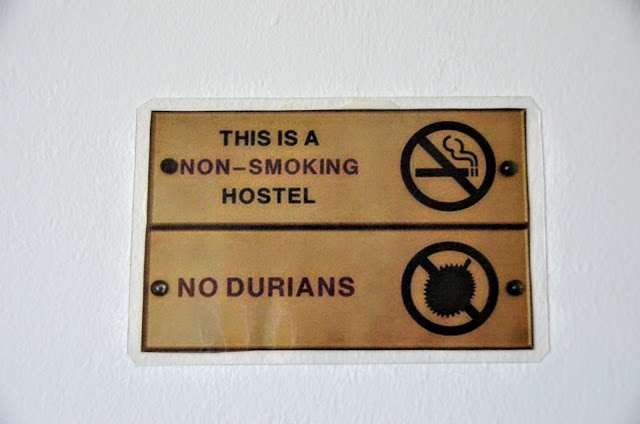 THIS IS A
NON-SMOKING
HOSTEL
NO DURIANS